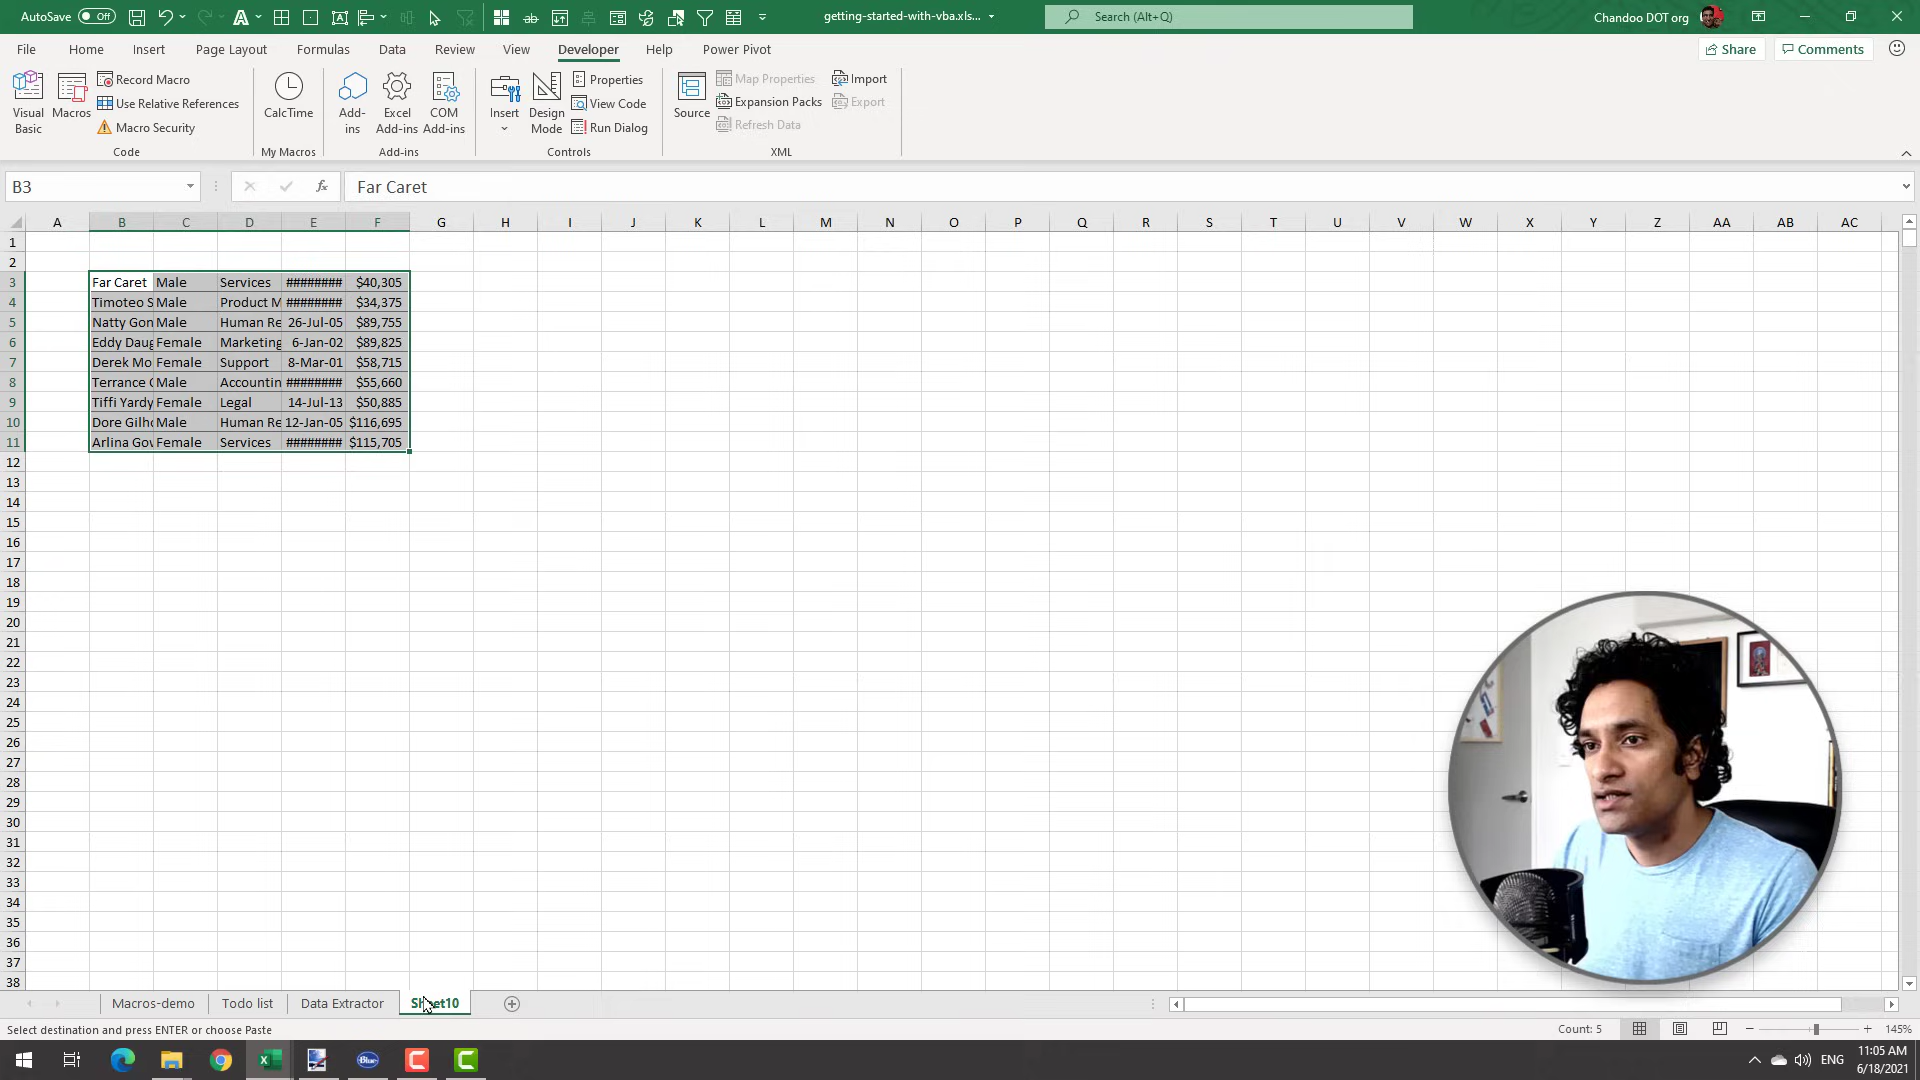 AutoSave Off getting-started-with-vba.xls... Search (Alt+Q) Chandoo DOT org
File Home Insert Page Layout Formulas Data Review View Developer Help Power Pivot Share Comments
Visual Basic
Macros
Record Macro
Use Relative References
Macro Security
Code
CalcTime
My Macros
Add-ins
Excel Add-ins
COM Add-ins
Add-ins
Insert
Design Mode
Properties
View Code
Run Dialog
Controls
Source
Map Properties
Expansion Packs
Refresh Data
Import
Export
XML
B3 fx Far Caret
A B C D E F G H I J K L M N O P Q R S T U V W X Y Z AA AB AC
1
2
3 Far Caret Male Services ######## $40,305
4 Timoteo S Male Product M ######## $34,375
5 Natty Gon Male Human Re 26-Jul-05 $89,755
6 Eddy Daug Female Marketing 6-Jan-02 $89,825
7 Derek Mo Female Support 8-Mar-01 $58,715
8 Terrance Male Accountin ######## $55,660
9 Tiffi Yardy Female Legal 14-Jul-13 $50,885
10 Dore Gilh Male Human Re 12-Jan-05 $116,695
11 Arlina Gov Female Services ######## $115,705
12
13
14
15
16
17
18
19
20
21
22
23
24
25
26
27
28
29
30
31
32
33
34
35
36
37
38
Macros-demo Todo list Data Extractor Sheet10
Select destination and press ENTER or choose Paste Count: 5 145%
Blue ENG 11:05 AM
6/18/2021